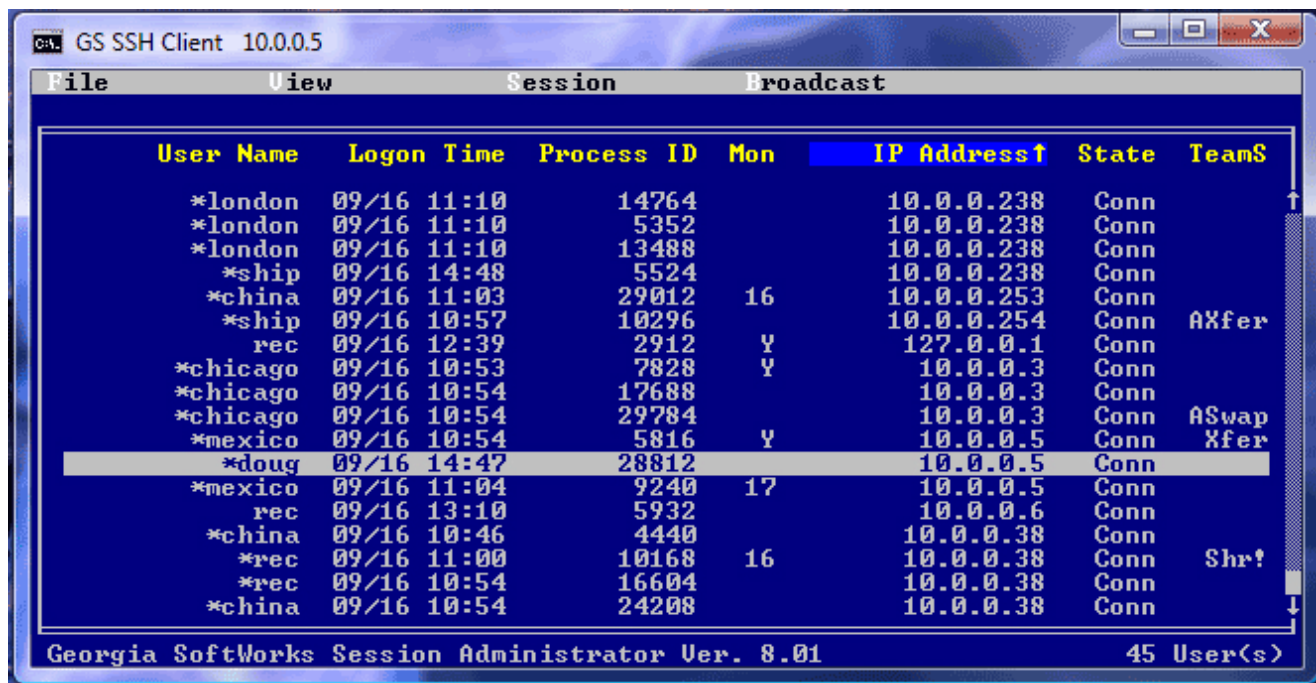 GS SSH Client 10.0.0.5
File View Session Broadcast
User Name Logon Time Process ID Mon IP Address↑ State TeamS
*london 09/16 11:10 14764 10.0.0.238 Conn
*london 09/16 11:10 5352 10.0.0.238 Conn
*london 09/16 11:10 13488 10.0.0.238 Conn
*ship 09/16 14:48 5524 10.0.0.238 Conn
*china 09/16 11:03 29012 16 10.0.0.253 Conn
*ship 09/16 10:57 10296 10.0.0.254 Conn AXfer
rec 09/16 12:39 2912 Y 127.0.0.1 Conn
*chicago 09/16 10:53 7828 Y 10.0.0.3 Conn
*chicago 09/16 10:54 17688 10.0.0.3 Conn
*chicago 09/16 10:54 29784 10.0.0.3 Conn ASwap
*mexico 09/16 10:54 5816 Y 10.0.0.5 Conn Xfer
*doug 09/16 14:47 28812 10.0.0.5 Conn
*mexico 09/16 11:04 9240 17 10.0.0.5 Conn
rec 09/16 13:10 5932 10.0.0.6 Conn
*china 09/16 10:46 4440 10.0.0.38 Conn
*rec 09/16 11:00 10168 16 10.0.0.38 Conn Shr!
*rec 09/16 10:54 16604 10.0.0.38 Conn
*china 09/16 10:54 24208 10.0.0.38 Conn
Georgia SoftWorks Session Administrator Ver. 8.01 45 User(s)